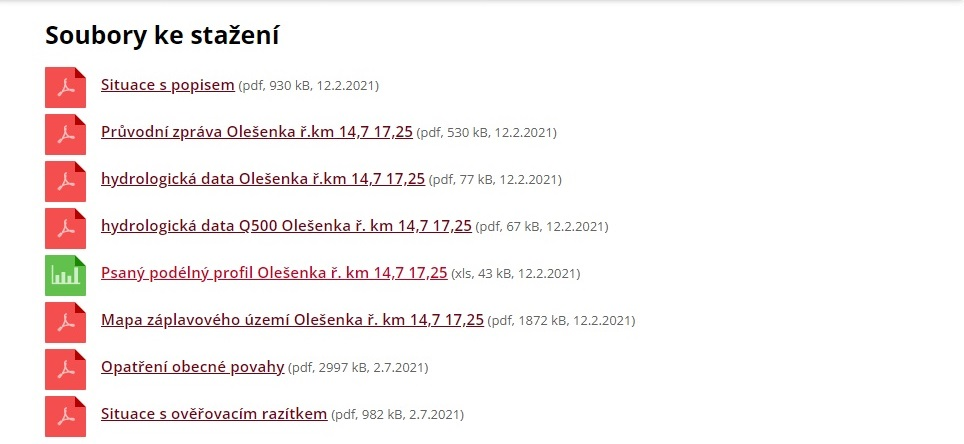 Soubory ke stažení
Situace s popisem (pdf, 930 kB, 12.2.2021)
Průvodní zpráva Olešenka ř.km 14,7 17,25 (pdf, 530 kB, 12.2.2021)
hydrologická data Olešenka ř.km 14,7 17,25 (pdf, 77 kB, 12.2.2021)
hydrologická data Q500 Olešenka ř. km 14,7 17,25 (pdf, 67 kB, 12.2.2021)
Psaný podélný profil Olešenka ř. km 14,7 17,25 (xls, 43 kB, 12.2.2021)
Mapa záplavového území Olešenka ř. km 14,7 17,25 (pdf, 1872 kB, 12.2.2021)
Opatření obecné povahy (pdf, 2997 kB, 2.7.2021)
Situace s ověřovacím razítkem (pdf, 982 kB, 2.7.2021)